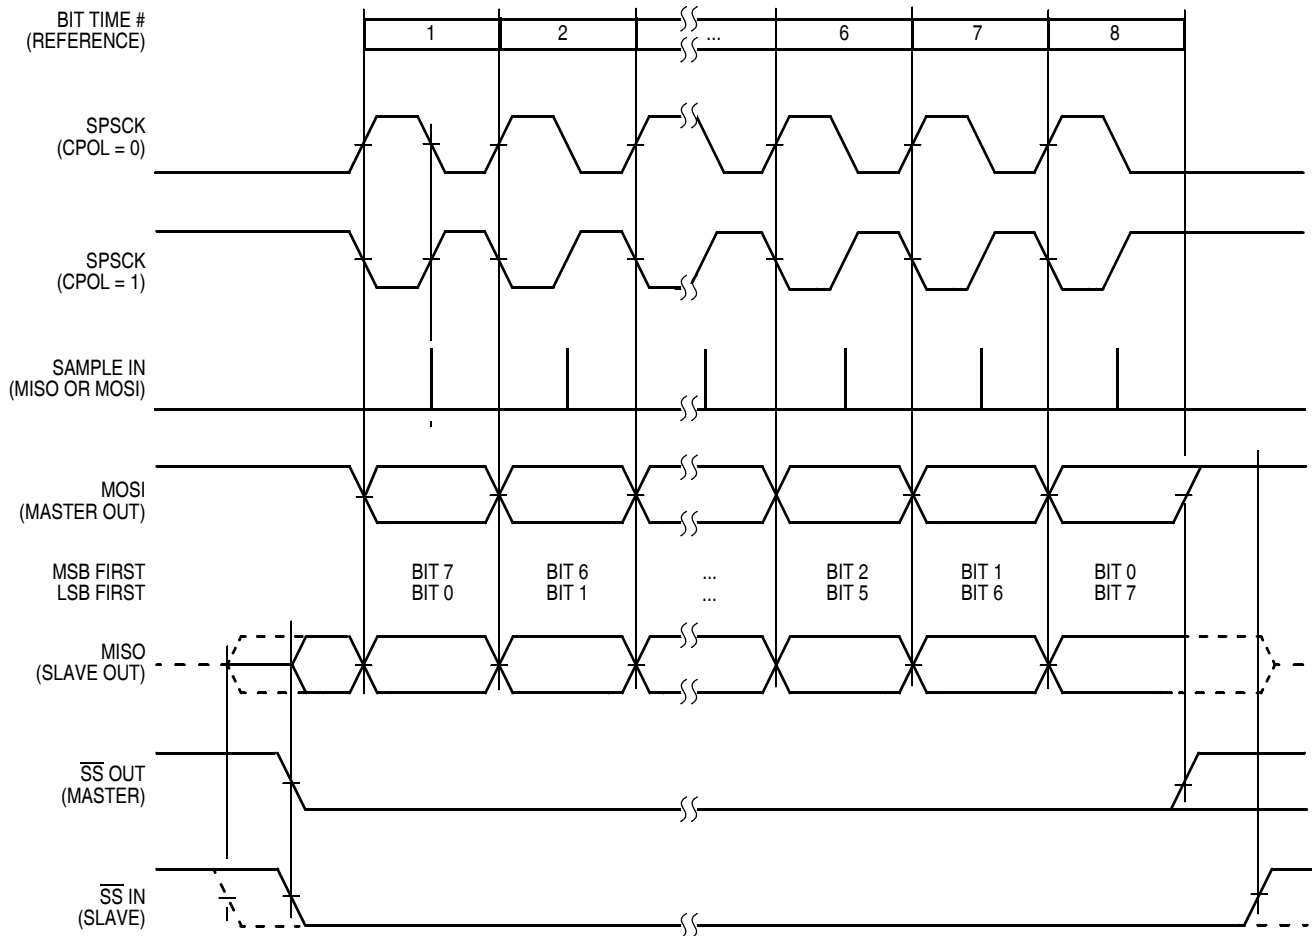 BIT TIME #
(REFERENCE)
1 2 ... 6 7 8
SPSCK
(CPOL = 0)
SPSCK
(CPOL = 1)
SAMPLE IN
(MISO OR MOSI)
MOSI
(MASTER OUT)
MSB FIRST BIT 7 BIT 6 ... BIT 2 BIT 1 BIT 0
LSB FIRST BIT 0 BIT 1 ... BIT 5 BIT 6 BIT 7
MISO
(SLAVE OUT)
S̅S̅ OUT
(MASTER)
S̅S̅ IN
(SLAVE)